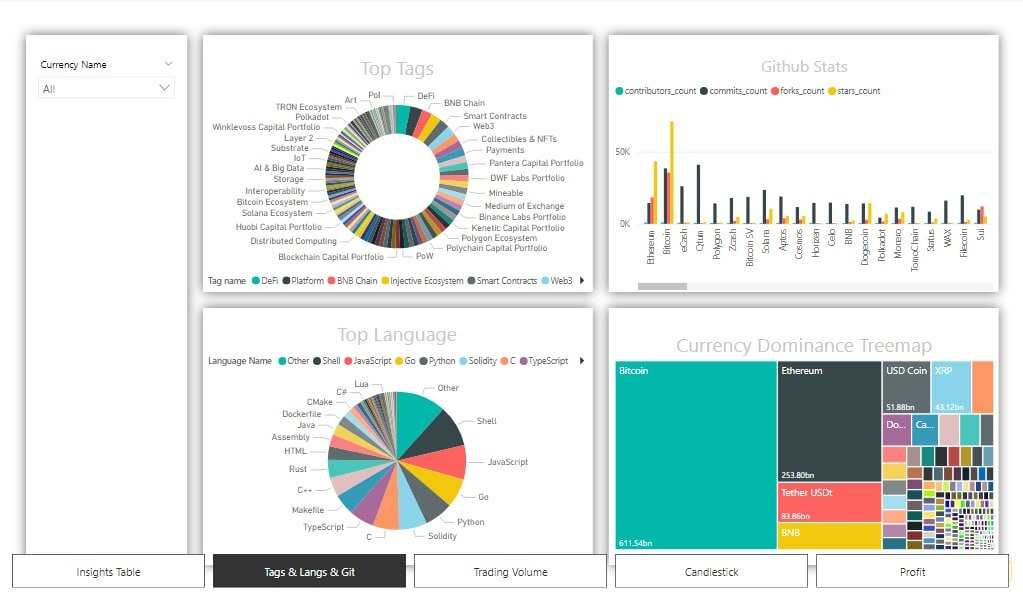 Currency Name
All
Top Tags
Pol
Art
TRON Ecosystem
Polkadot
Winklevoss Capital Portfolio
Layer 2
Substrate
IoT
AI & Big Data
Storage
Interoperability
Bitcoin Ecosystem
Solana Ecosystem
Huobi Capital Portfolio
Distributed Computing
Blockchain Capital Portfolio
DeFi
BNB Chain
Smart Contracts
Web3
Collectibles & NFTs
Payments
Pantera Capital Portfolio
DWF Labs Portfolio
Mineable
Medium of Exchange
Binance Labs Portfolio
Kenetic Capital Portfolio
Polygon Ecosystem
Polychain Capital Portfolio
PoW
Tag name DeFi Platform BNB Chain Injective Ecosystem Smart Contracts Web3
Github Stats
contributors_count commits_count forks_count stars_count
50K
0K
Ethereum
Bitcoin
eCash
Qtum
Polygon
Zcash
Bitcoin SV
Solana
Aptos
Cosmos
Horizen
Celo
BNB
Dogecoin
Polkadot
Monero
TomoChain
Status
WAX
Filecoin
Sui
Top Language
Language Name Other Shell JavaScript Go Python Solidity C TypeScript
Lua
C#
CMake
Dockerfile
Java
Assembly
HTML
Rust
C++
Makefile
TypeScript
C
Other
Shell
JavaScript
Go
Python
Solidity
Currency Dominance Treemap
Bitcoin
611.54bn
Ethereum
253.80bn
Tether USDt
83.86bn
BNB
USD Coin
51.88bn
XRP
43.12bn
Do...
Ca...
Insights Table
Tags & Langs & Git
Trading Volume
Candlestick
Profit